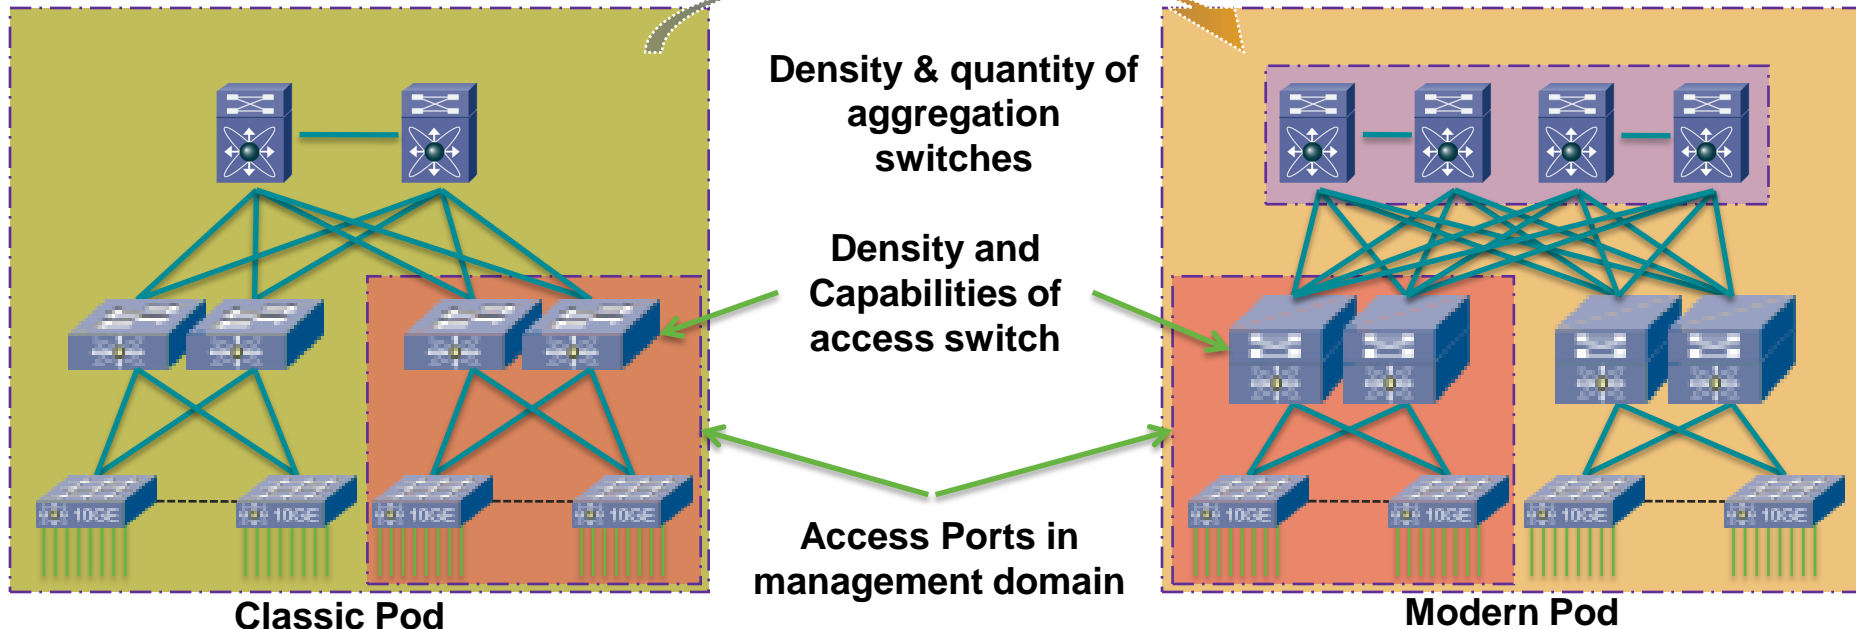 Density & quantity of
aggregation
switches
Density and
Capabilities of
access switch
10GE
10GE
10GE
10GE
10GE
10GE
10GE
10GE
Access Ports in
management domain
Classic Pod
Modern Pod